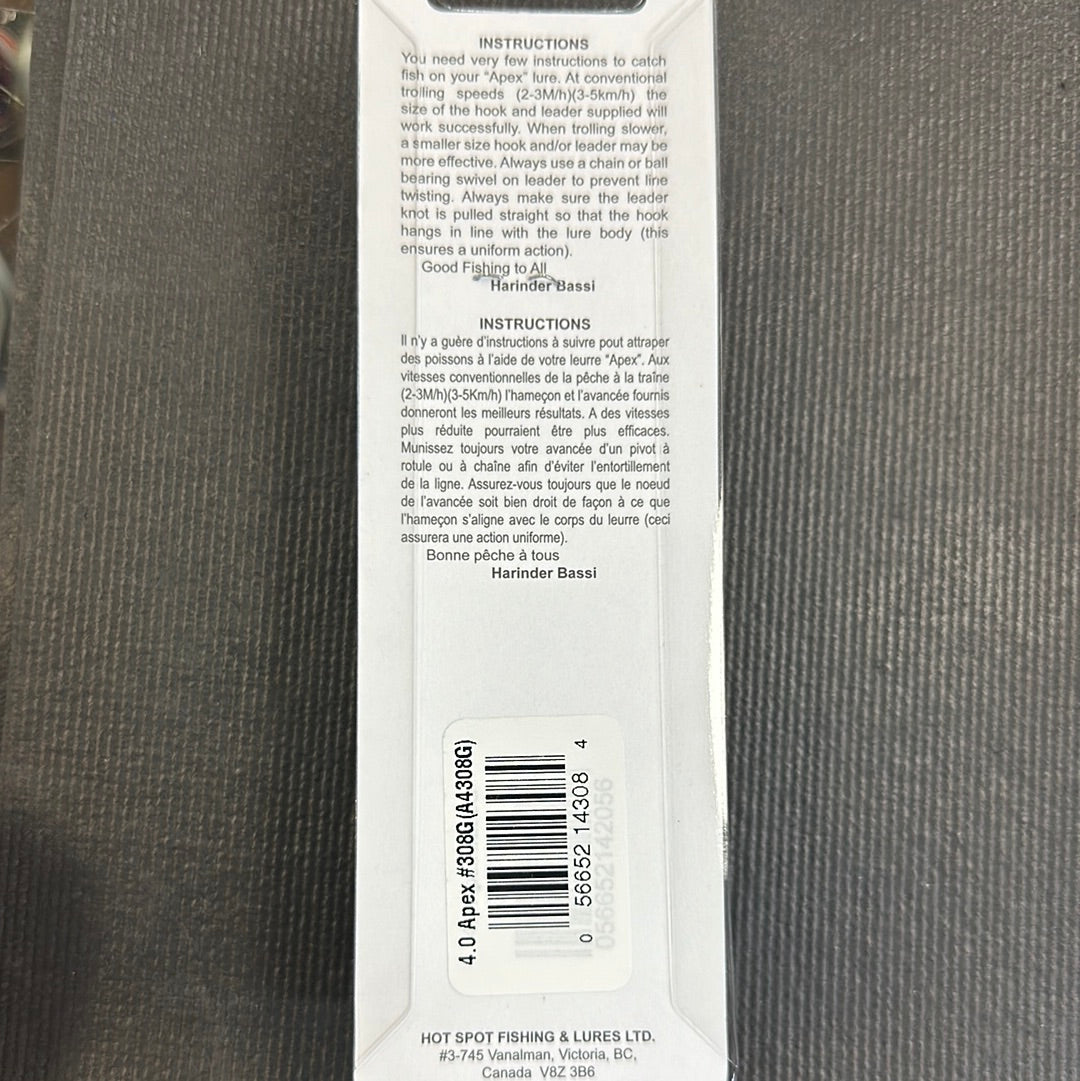 INSTRUCTIONS
You need very few instructions to catch
fish on your "Apex" lure. At conventional
trolling speeds (2-3M/h)(3-5km/h) the
size of the hook and leader supplied will
work successfully. When trolling slower,
a smaller size hook and/or leader may be
more effective. Always use a chain or ball
bearing swivel on leader to prevent line
twisting. Always make sure the leader
knot is pulled straight so that the hook
hangs in line with the lure body (this
ensures a uniform action).
Good Fishing to All
Harinder Bassi
INSTRUCTIONS
Il n'y a guère d'instructions à suivre pout attraper
des poissons à l'aide de votre leurre "Apex". Aux
vitesses conventionnelles de la pêche à la traîne
(2-3M/h)(3-5Km/h) l'hameçon et l'avancée fournis
donneront les meilleurs résultats. A des vitesses
plus réduite pourraient être plus efficaces.
Munissez toujours votre avancée d'un pivot à
rotule ou à chaîne afin d'éviter l'entortillement
de la ligne. Assurez-vous toujours que le noeud
de l'avancée soit bien droit de façon à ce que
l'hameçon s'aligne avec le corps du leurre (ceci
assurera une action uniforme).
Bonne pêche à tous
Harinder Bassi
4.0 Apex #308G(A4308G)
0 56652 14308 4
056652142056
HOT SPOT FISHING & LURES LTD.
#3-745 Vanalman, Victoria, BC,
Canada V8Z 3B6